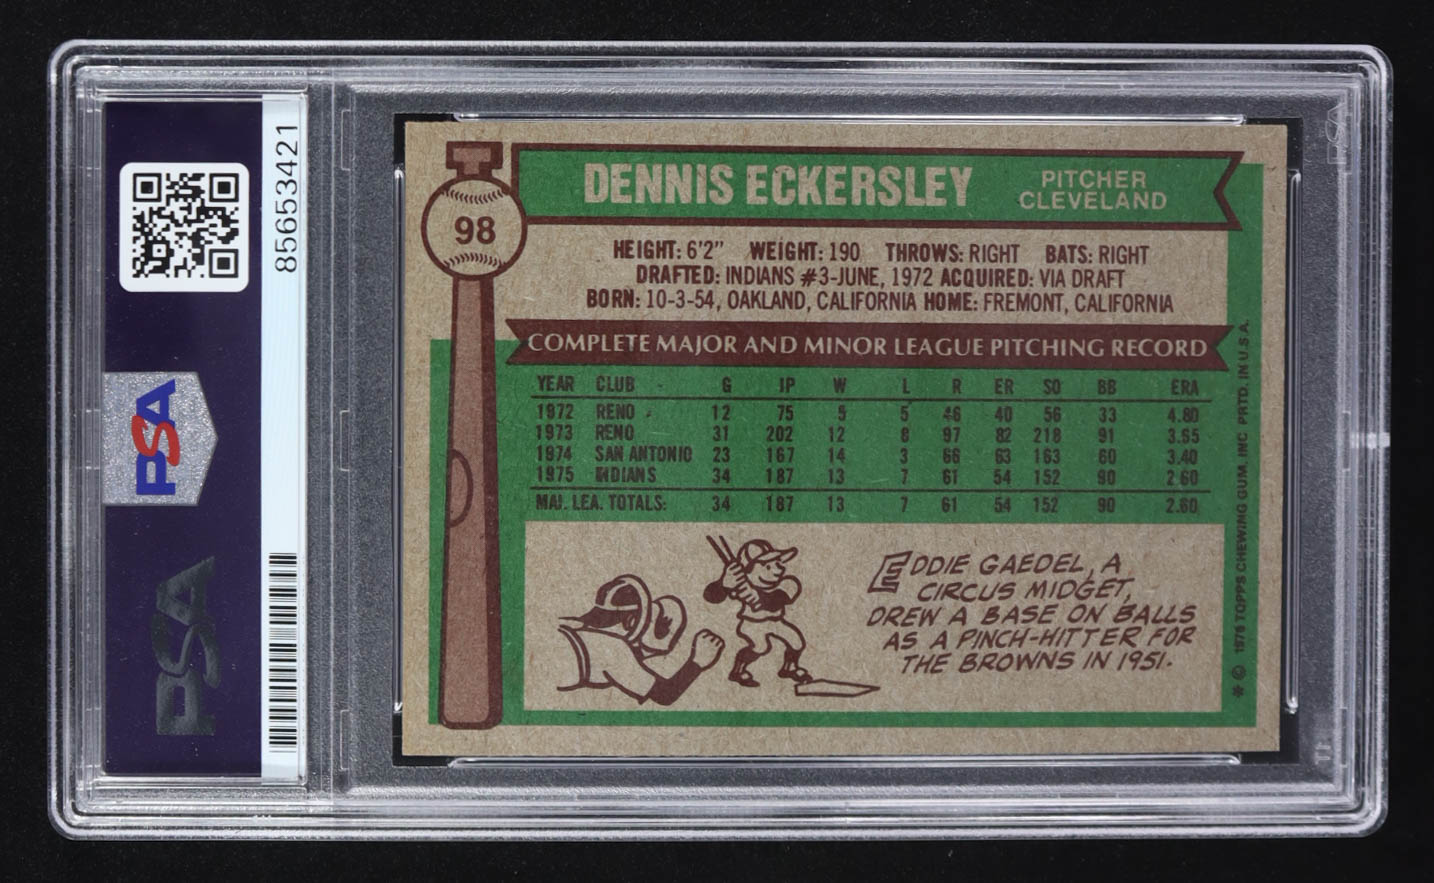 85653421
PSA
PSA
98
DENNIS ECKERSLEY
PITCHER
CLEVELAND
HEIGHT: 6'2" WEIGHT: 190 THROWS: RIGHT BATS: RIGHT
DRAFTED: INDIANS #3-JUNE, 1972 ACQUIRED: VIA DRAFT
BORN: 10-3-54, OAKLAND, CALIFORNIA HOME: FREMONT, CALIFORNIA
COMPLETE MAJOR AND MINOR LEAGUE PITCHING RECORD
YEAR CLUB G IP W L R ER SO BB ERA
1972 RENO 12 75 5 5 46 40 56 33 4.80
1973 RENO 31 202 12 8 97 82 218 91 3.65
1974 SAN ANTONIO 23 167 14 3 66 63 163 60 3.40
1975 INDIANS 34 187 13 7 61 54 152 90 2.60
MAJ. LEA. TOTALS: 34 187 13 7 61 54 152 90 2.60
EDDIE GAEDEL, A
CIRCUS MIDGET,
DREW A BASE ON BALLS
AS A PINCH-HITTER FOR
THE BROWNS IN 1951.
* © 1976 TOPPS CHEWING GUM, INC PRTD. IN U.S.A.
PSA